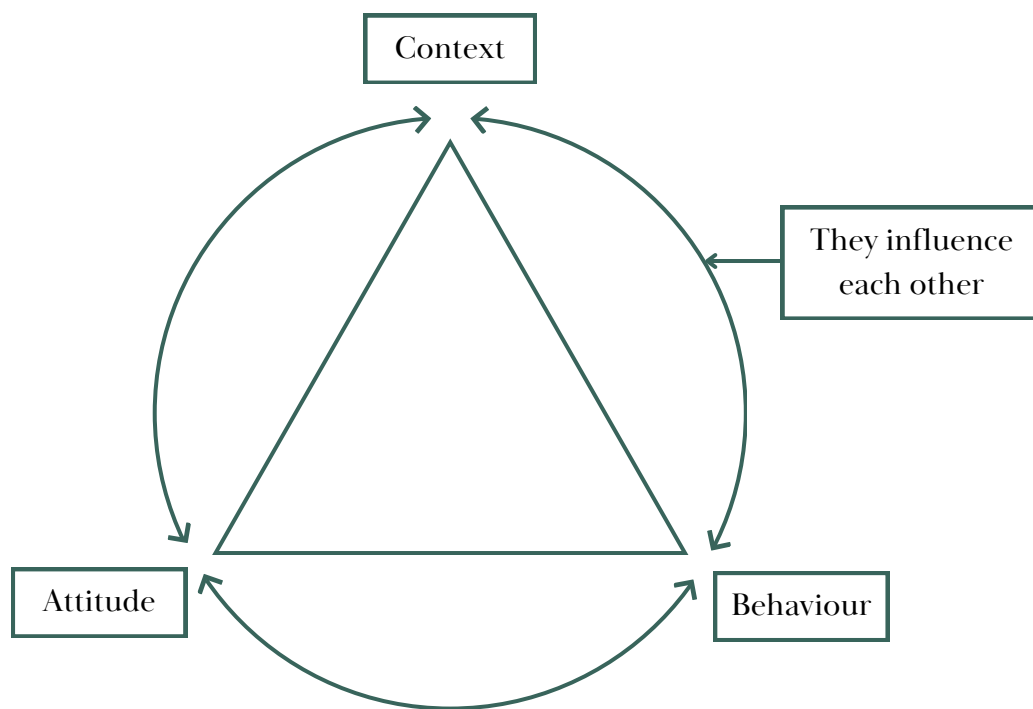 Context
They influence
each other
Attitude
Behaviour